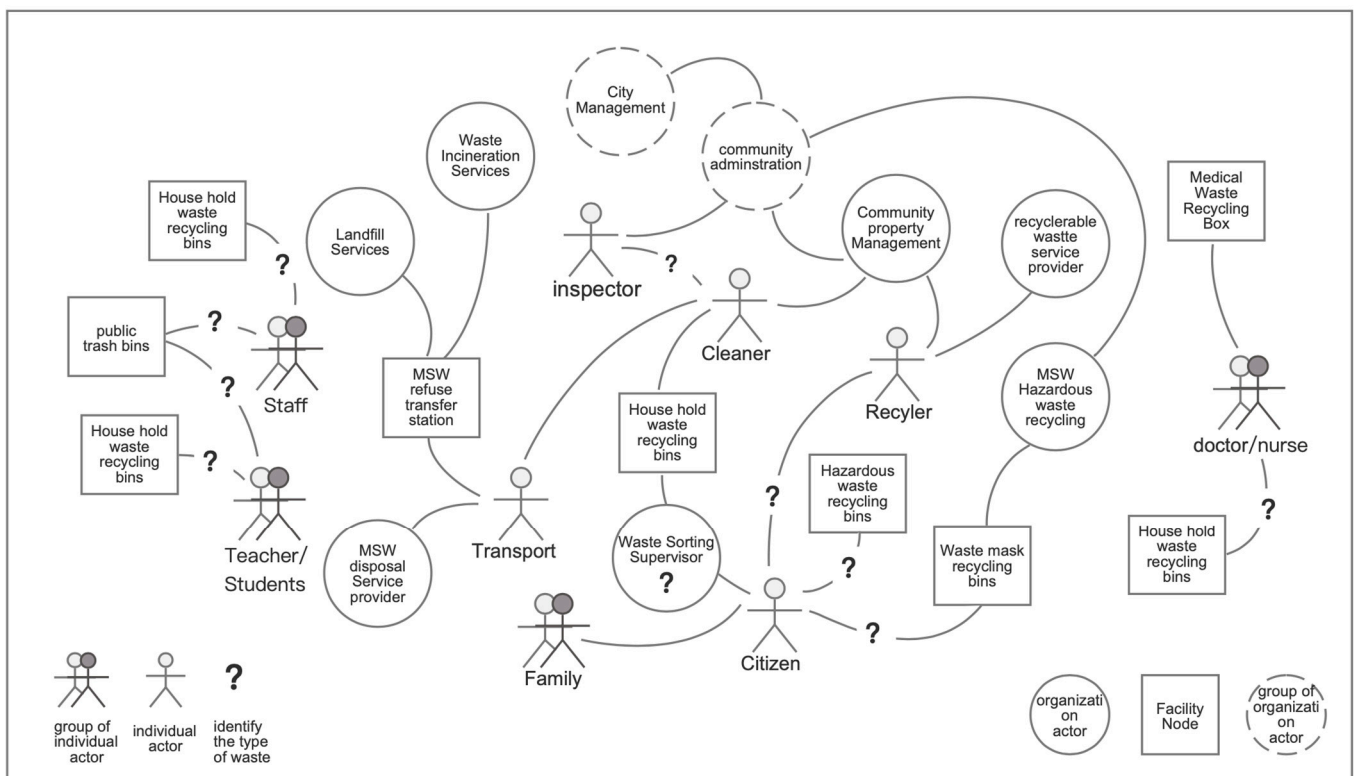 City
Management
community
adminstration
Waste
Incineration
Services
House hold
waste
recycling
bins
Landfill
Services
?
Community
property
Management
recyclerable
wastte
service
provider
Medical
Waste
Recycling
Box
inspector
?
public
trash bins
?
?
Staff
Cleaner
MSW
refuse
transfer
station
Recyler
MSW
Hazardous
waste
recycling
doctor/nurse
House hold
waste
recycling
bins
?
Teacher/
Students
House hold
waste
recycling
bins
Hazardous
waste
recycling
bins
?
?
House hold
waste
recycling
bins
?
MSW
disposal
Service
provider
Transport
Waste Sorting
Supervisor
?
?
Waste mask
recycling
bins
Family
Citizen
?
group of
individual
actor
individual
actor
?
identify
the type
of waste
organizati
on
actor
Facility
Node
group of
organizati
on
actor